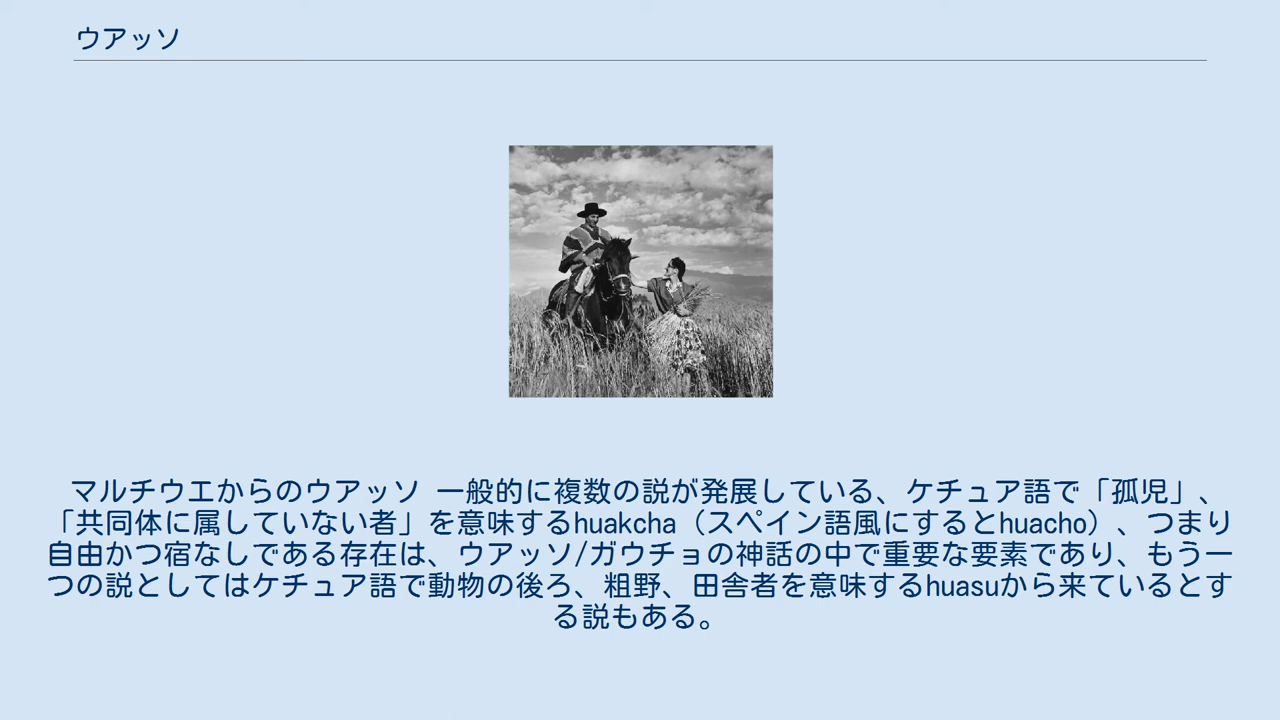 ウアッソ
マルチウエからのウアッソ 一般的に複数の説が発展している、ケチュア語で「孤児」、
「共同体に属していない者」を意味するhuakcha（スペイン語風にするとhuacho）、つまり
自由かつ宿なしである存在は、ウアッソ/ガウチョの神話の中で重要な要素であり、もう一
つの説としてはケチュア語で動物の後ろ、粗野、田舎者を意味するhuasuから来ているとす
る説もある。